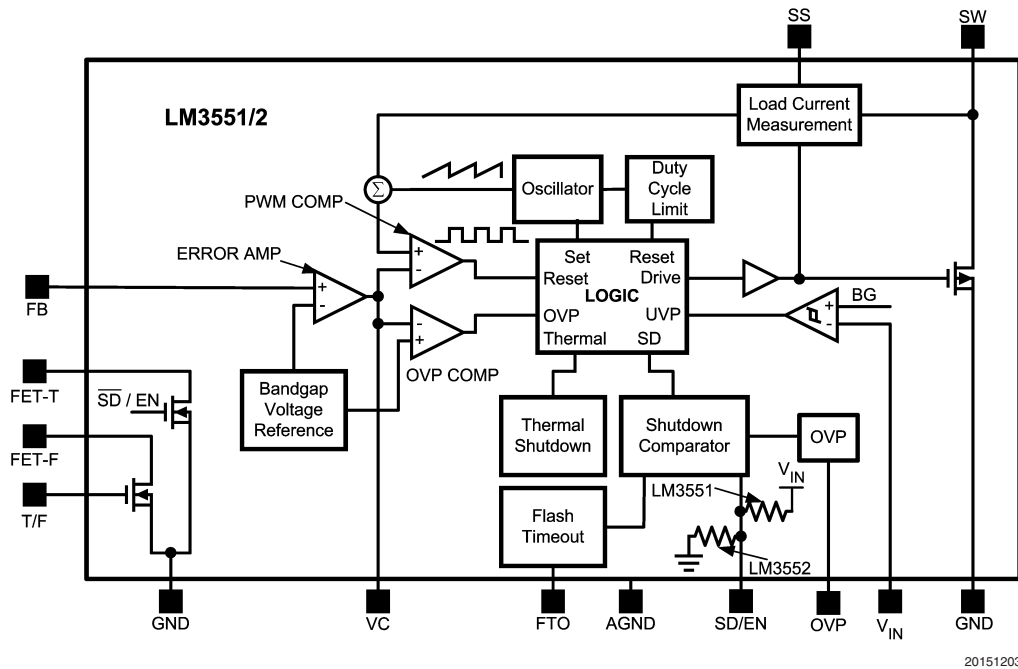 SS
SW
LM3551/2
Load Current
Measurement
Σ
Oscillator
Duty
Cycle
Limit
PWM COMP
ERROR AMP
+
-
+
-
-
+
Set
Reset
Reset
Drive
LOGIC
OVP
UVP
Thermal
SD
BG
+
-
FB
OVP COMP
FET-T
SD / EN
FET-F
T/F
Bandgap
Voltage
Reference
Thermal
Shutdown
Shutdown
Comparator
OVP
VIN
LM3551
Flash
Timeout
LM3552
GND
VC
FTO
AGND
SD/EN
OVP
VIN
GND
20151203